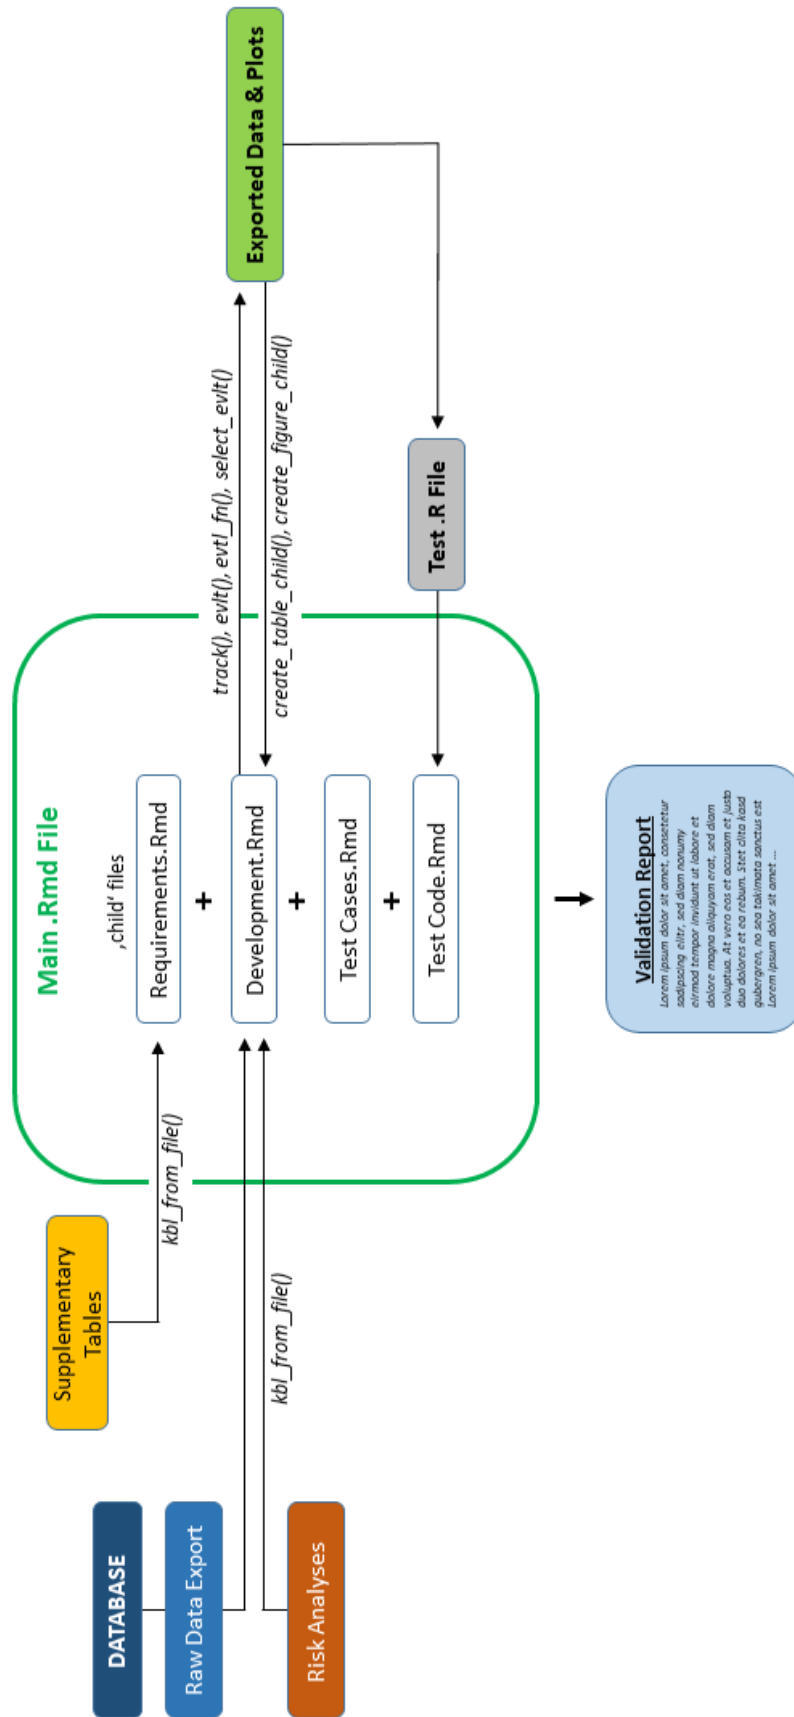 DATABASE
Raw Data Export
Risk Analyses
Supplementary
Tables
kbl_from_file()
kbl_from_file()
Main .Rmd File
‚child‘ files
Requirements.Rmd
+
Development.Rmd
+
Test Cases.Rmd
+
Test Code.Rmd
track(), evlt(), evtl_fn(), select_evlt()
create_table_child(), create_figure_child()
Exported Data & Plots
Test .R File
Validation Report
Lorem ipsum dolor sit amet, consetetur
sadipscing elitr, sed diam nonumy
eirmod tempor invidunt ut labore et
dolore magna aliquyam erat, sed diam
voluptua. At vero eos et accusam et justo
duo dolores et ea rebum. Stet clita kasd
gubergren, no sea takimata sanctus est
Lorem ipsum dolor sit amet ...